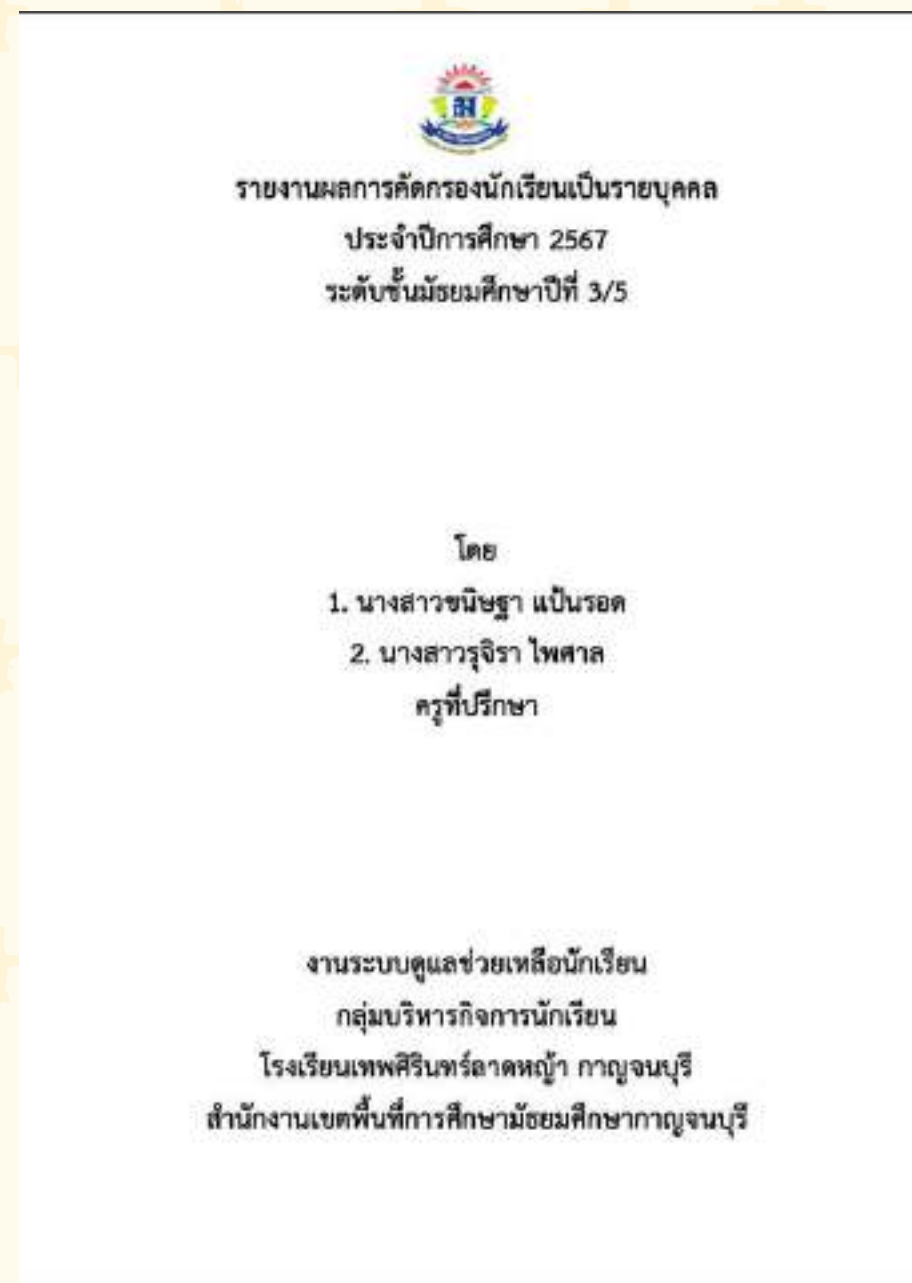 รายงานผลการคัดกรองนักเรียนเป็นรายบุคคล
ประจำปีการศึกษา 2567
ระดับชั้นมัธยมศึกษาปีที่ 3/5
โดย
1. นางสาวขนิษฐา แป้นรอด
2. นางสาวรุจิรา ไพศาล
ครูที่ปรึกษา
งานระบบดูแลช่วยเหลือนักเรียน
กลุ่มบริหารกิจการนักเรียน
โรงเรียนเทพศิรินทร์ลาดหญ้า กาญจนบุรี
สำนักงานเขตพื้นที่การศึกษามัธยมศึกษากาญจนบุรี